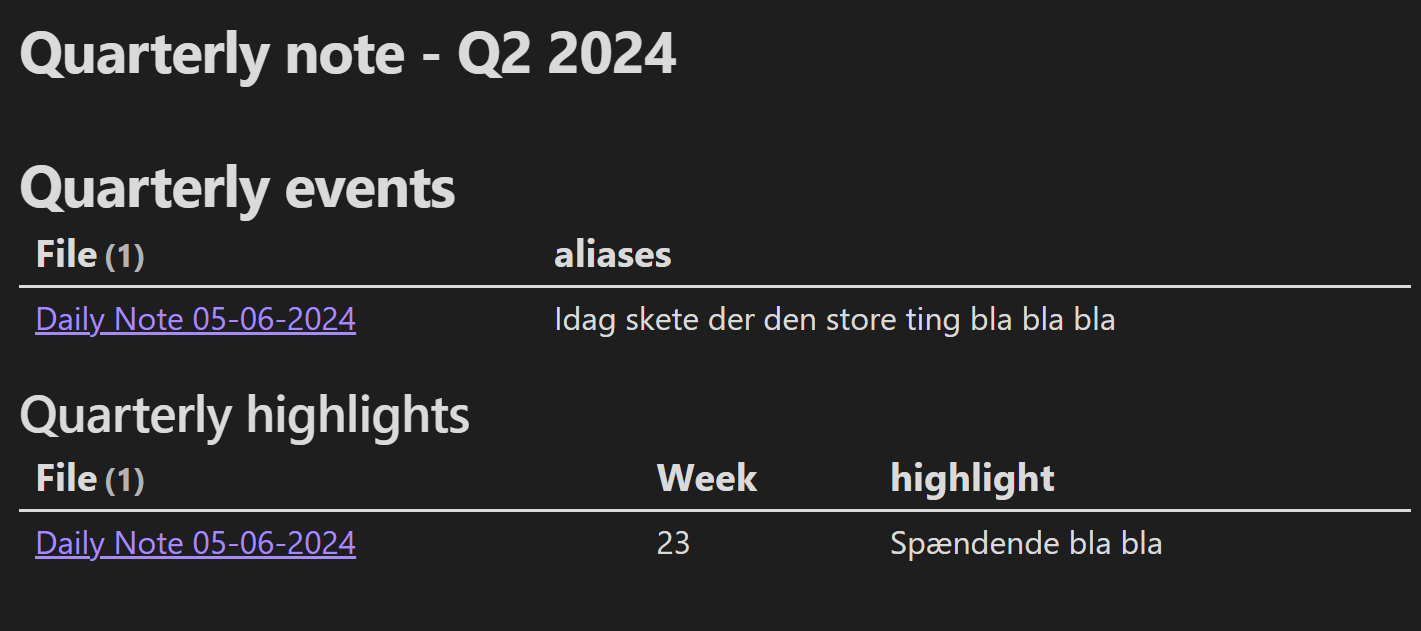 Quarterly note - Q2 2024
Quarterly events
File (1) aliases
Daily Note 05-06-2024 Idag skete der den store ting bla bla bla
Quarterly highlights
File (1) Week highlight
Daily Note 05-06-2024 23 Spændende bla bla